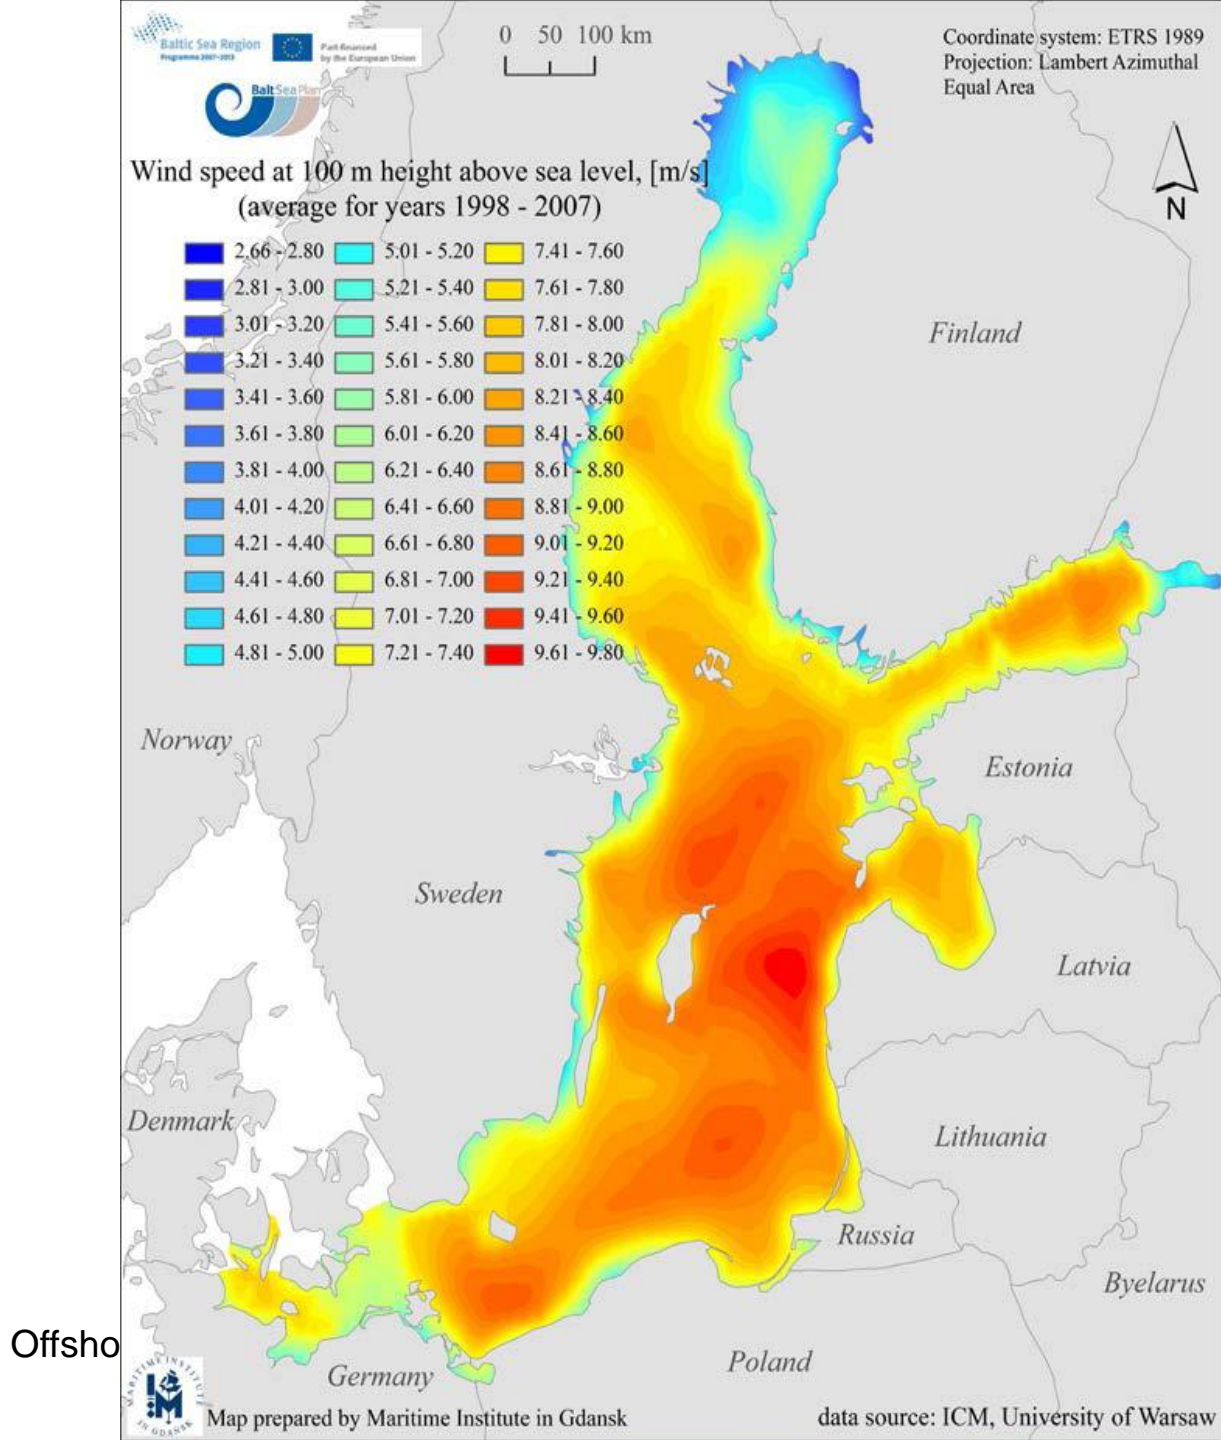 Baltic Sea Region
Programme 2007-2013
Part-financed
by the European Union
BaltSeaPlan
0 50 100 km
Coordinate system: ETRS 1989
Projection: Lambert Azimuthal
Equal Area
N
Wind speed at 100 m height above sea level, [m/s]
(average for years 1998 - 2007)
2.66 - 2.80 5.01 - 5.20 7.41 - 7.60
2.81 - 3.00 5.21 - 5.40 7.61 - 7.80
3.01 - 3.20 5.41 - 5.60 7.81 - 8.00
3.21 - 3.40 5.61 - 5.80 8.01 - 8.20
3.41 - 3.60 5.81 - 6.00 8.21 - 8.40
3.61 - 3.80 6.01 - 6.20 8.41 - 8.60
3.81 - 4.00 6.21 - 6.40 8.61 - 8.80
4.01 - 4.20 6.41 - 6.60 8.81 - 9.00
4.21 - 4.40 6.61 - 6.80 9.01 - 9.20
4.41 - 4.60 6.81 - 7.00 9.21 - 9.40
4.61 - 4.80 7.01 - 7.20 9.41 - 9.60
4.81 - 5.00 7.21 - 7.40 9.61 - 9.80
Finland
Norway
Estonia
Sweden
Latvia
Denmark
Lithuania
Russia
Byelarus
Offsho
Poland
Germany
MARITIME INSTITUTE
IN GDANSK
Map prepared by Maritime Institute in Gdansk
data source: ICM, University of Warsaw